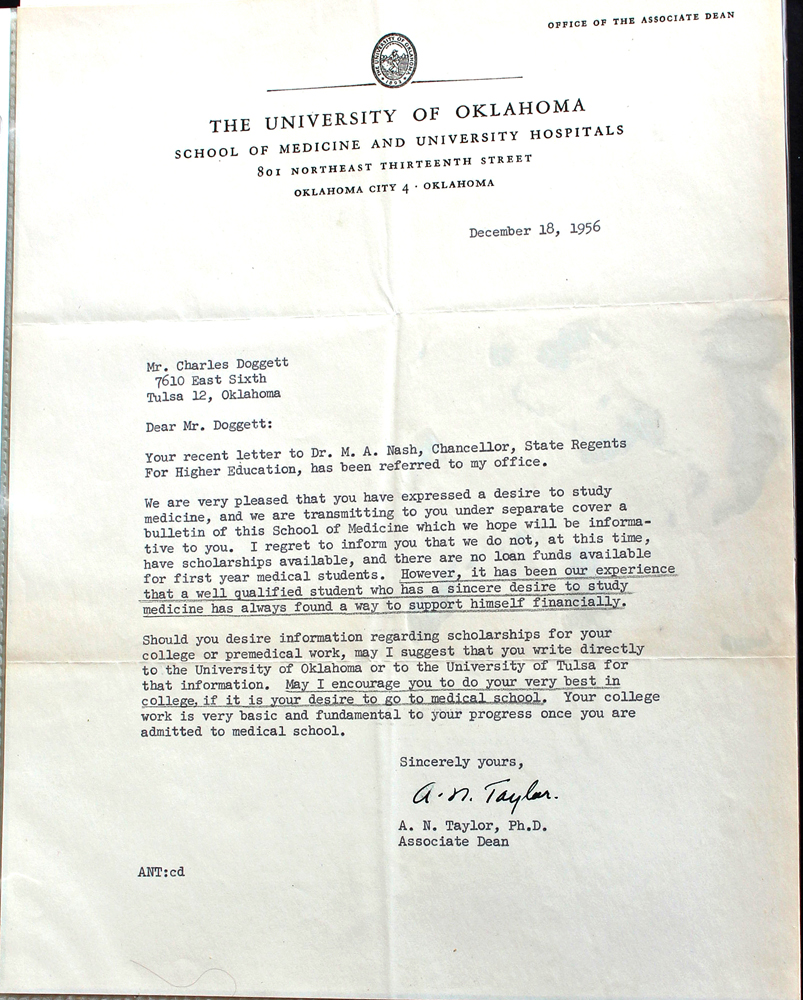 OFFICE OF THE ASSOCIATE DEAN
THE UNIVERSITY OF OKLAHOMA
SCHOOL OF MEDICINE AND UNIVERSITY HOSPITALS
801 NORTHEAST THIRTEENTH STREET
OKLAHOMA CITY 4 · OKLAHOMA
December 18, 1956
Mr. Charles Doggett
7610 East Sixth
Tulsa 12, Oklahoma
Dear Mr. Doggett:
Your recent letter to Dr. M. A. Nash, Chancellor, State Regents
For Higher Education, has been referred to my office.
We are very pleased that you have expressed a desire to study
medicine, and we are transmitting to you under separate cover a
bulletin of this School of Medicine which we hope will be informa-
tive to you. I regret to inform you that we do not, at this time,
have scholarships available, and there are no loan funds available
for first year medical students. However, it has been our experience
that a well qualified student who has a sincere desire to study
medicine has always found a way to support himself financially.
Should you desire information regarding scholarships for your
college or premedical work, may I suggest that you write directly
to the University of Oklahoma or to the University of Tulsa for
that information. May I encourage you to do your very best in
college, if it is your desire to go to medical school. Your college
work is very basic and fundamental to your progress once you are
admitted to medical school.
Sincerely yours,
A. N. Taylor.
A. N. Taylor, Ph.D.
Associate Dean
ANT:cd